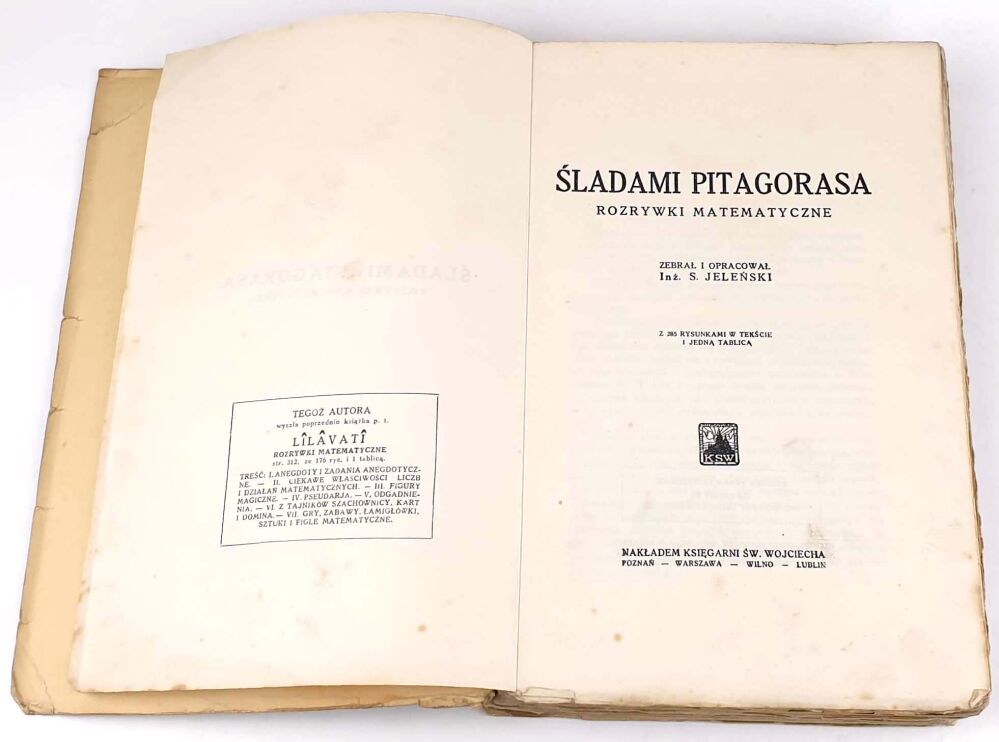 TEGOŻ AUTORA
wyszła poprzednio książka p. t.
LÎLÂVATÎ
ROZRYWKI MATEMATYCZNE
str. 312, ze 176 ryc. i 1 tablicą.
TREŚĆ: I. ANEGDOTY I ZADANIA ANEGDOTYCZ-
NE. — II. CIEKAWE WŁAŚCIWOŚCI LICZB
I DZIAŁAŃ MATEMATYCZNYCH. — III. FIGURY
MAGICZNE. — IV. PSEUDARJA. — V. ODGADNIE-
NIA. — VI. Z TAJNIKÓW SZACHOWNICY, KART
I DOMINA. — VII. GRY, ZABAWY, ŁAMIGŁÓWKI,
SZTUKI I FIGLE MATEMATYCZNE.
ŚLADAMI PITAGORASA
ROZRYWKI MATEMATYCZNE
ZEBRAŁ I OPRACOWAŁ
Inż. S. JELEŃSKI
Z 285 RYSUNKAMI W TEKŚCIE
I JEDNĄ TABLICĄ
KSW
NAKŁADEM KSIĘGARNI ŚW. WOJCIECHA
POZNAŃ — WARSZAWA — WILNO — LUBLIN